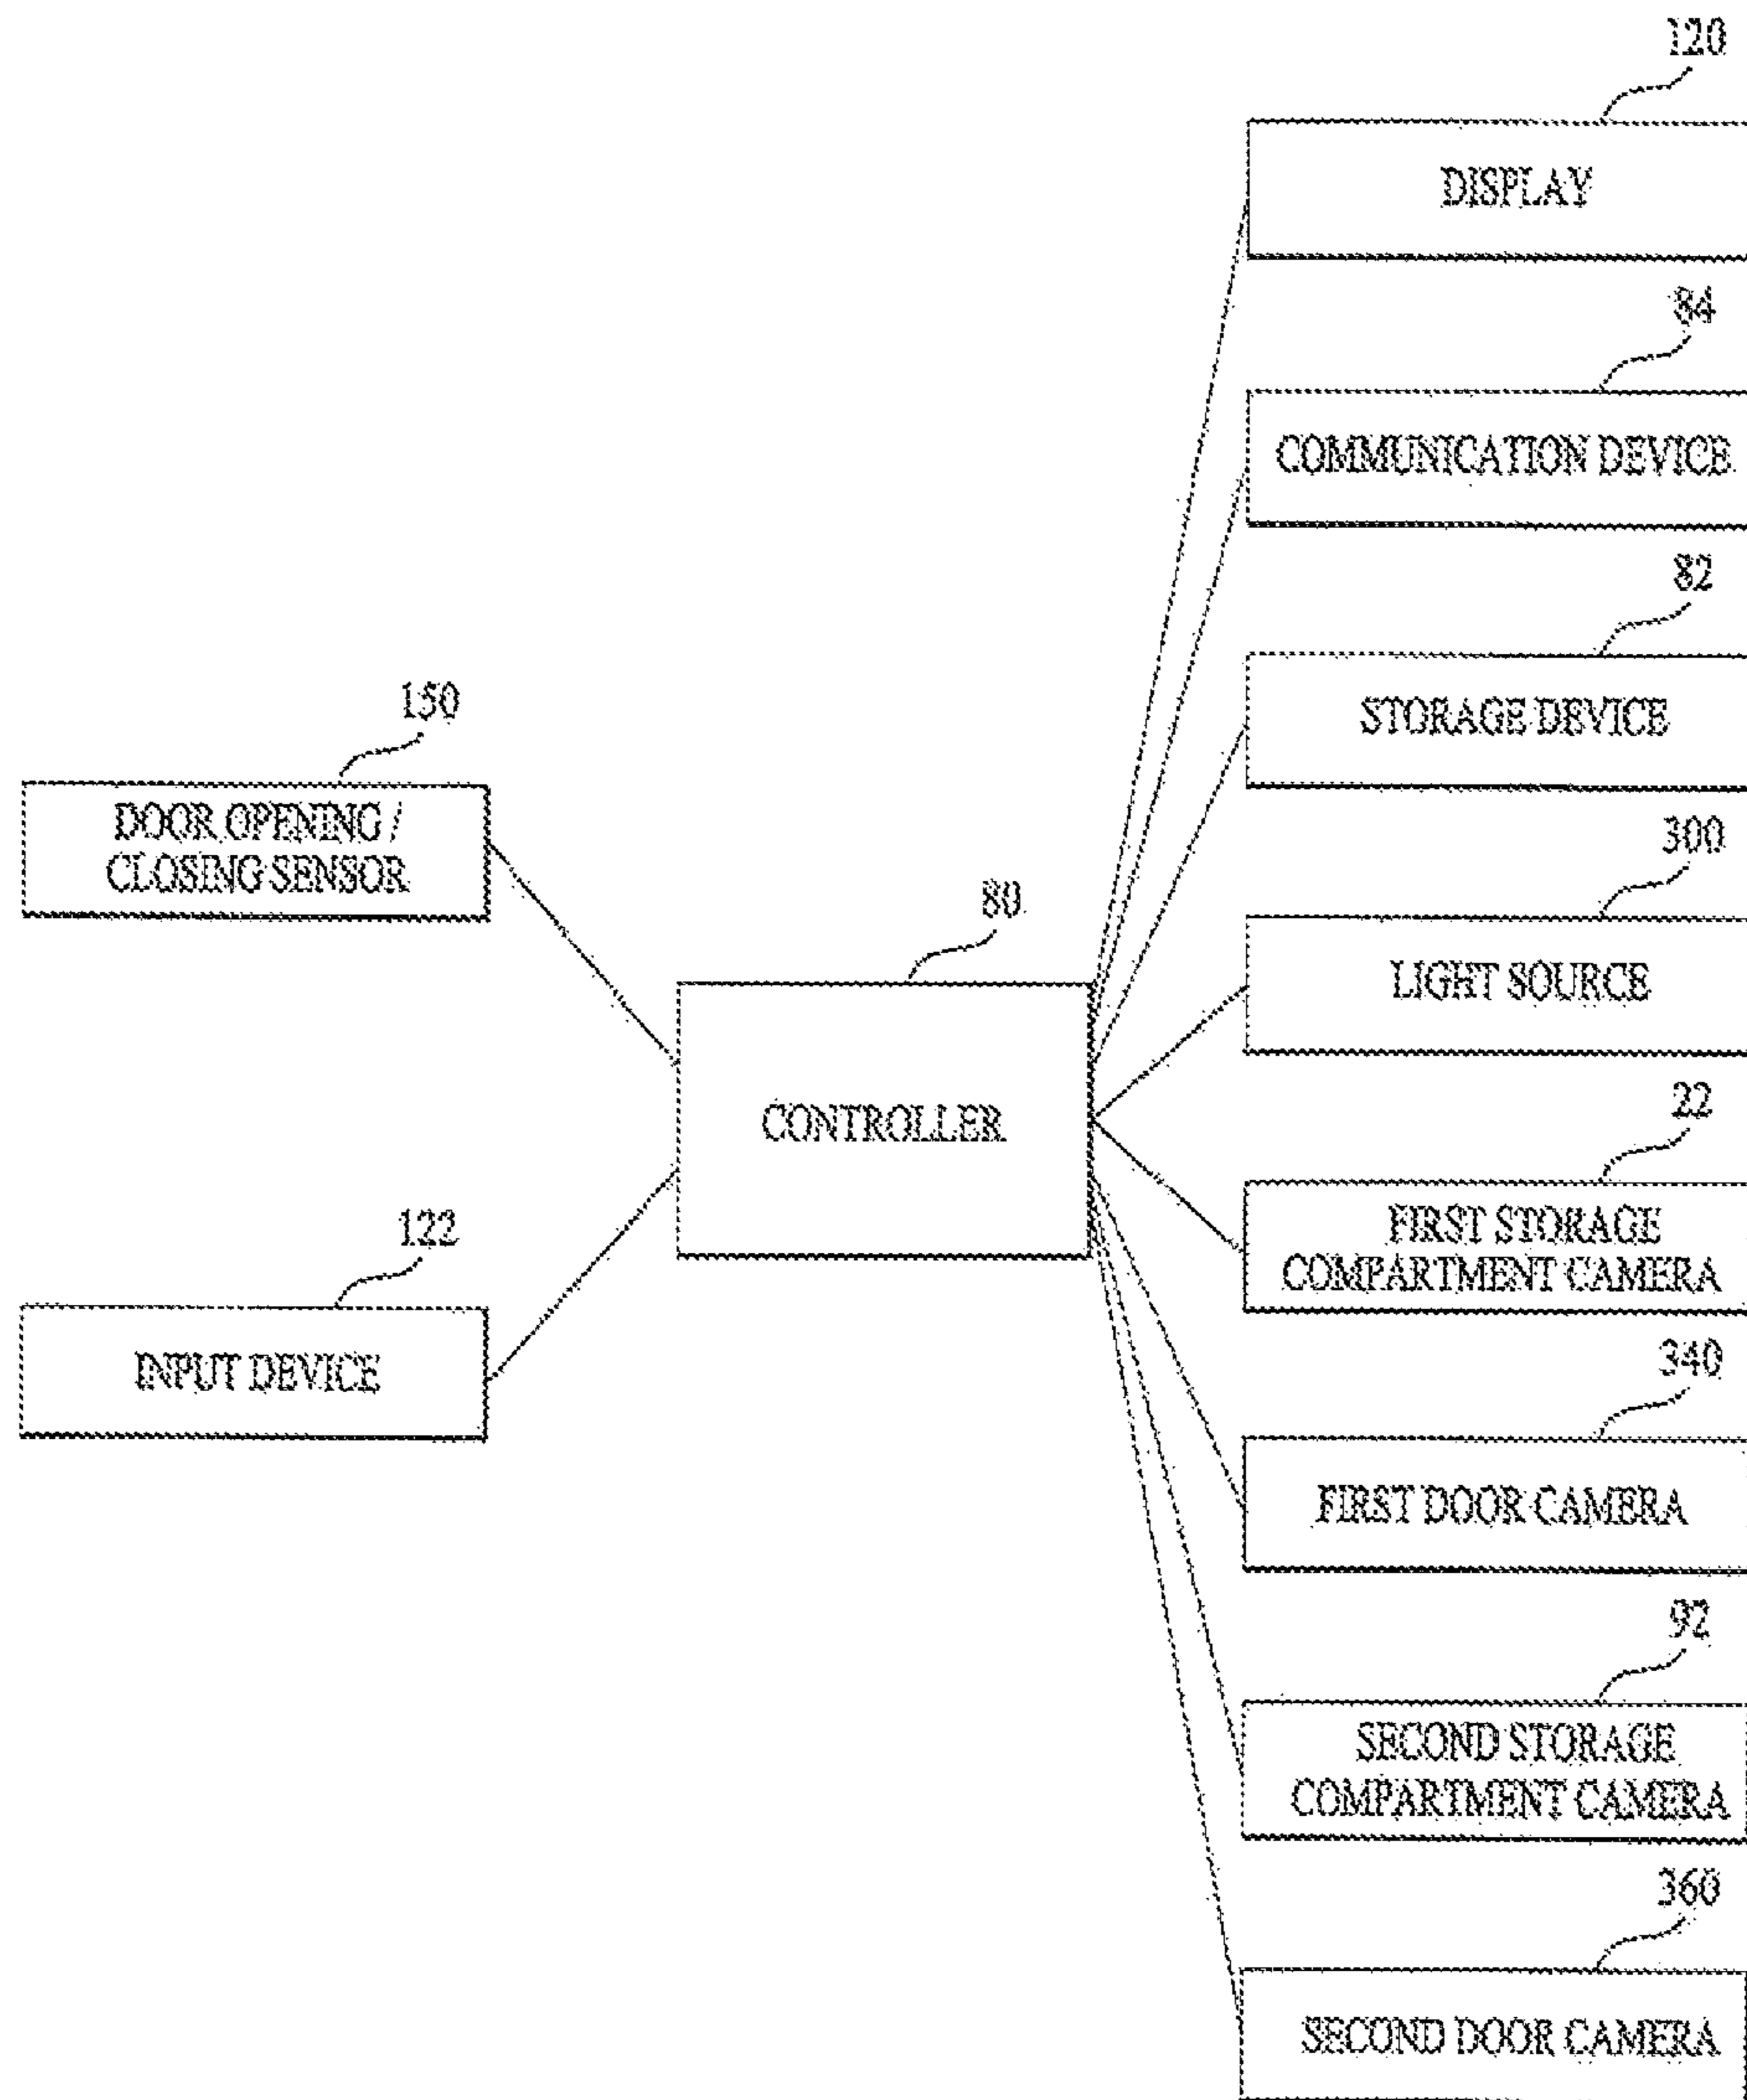 120
DISPLAY
84
COMMUNICATION DEVICE
82
STORAGE DEVICE
150
DOOR OPENING /
CLOSING SENSOR
300
LIGHT SOURCE
80
CONTROLLER
22
FIRST STORAGE
COMPARTMENT CAMERA
122
INPUT DEVICE
340
FIRST DOOR CAMERA
92
SECOND STORAGE
COMPARTMENT CAMERA
360
SECOND DOOR CAMERA